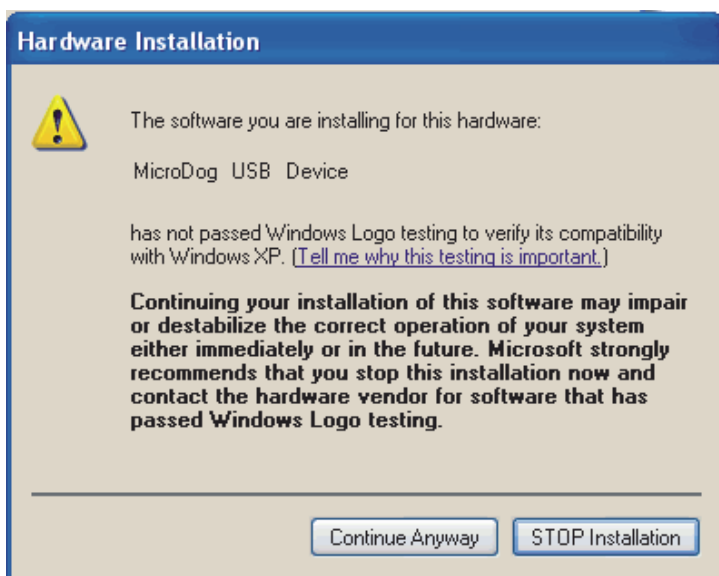 Hardware Installation
The software you are installing for this hardware:
MicroDog USB Device
has not passed Windows Logo testing to verify its compatibility
with Windows XP. (Tell me why this testing is important.)
Continuing your installation of this software may impair
or destabilize the correct operation of your system
either immediately or in the future. Microsoft strongly
recommends that you stop this installation now and
contact the hardware vendor for software that has
passed Windows Logo testing.
Continue Anyway STOP Installation